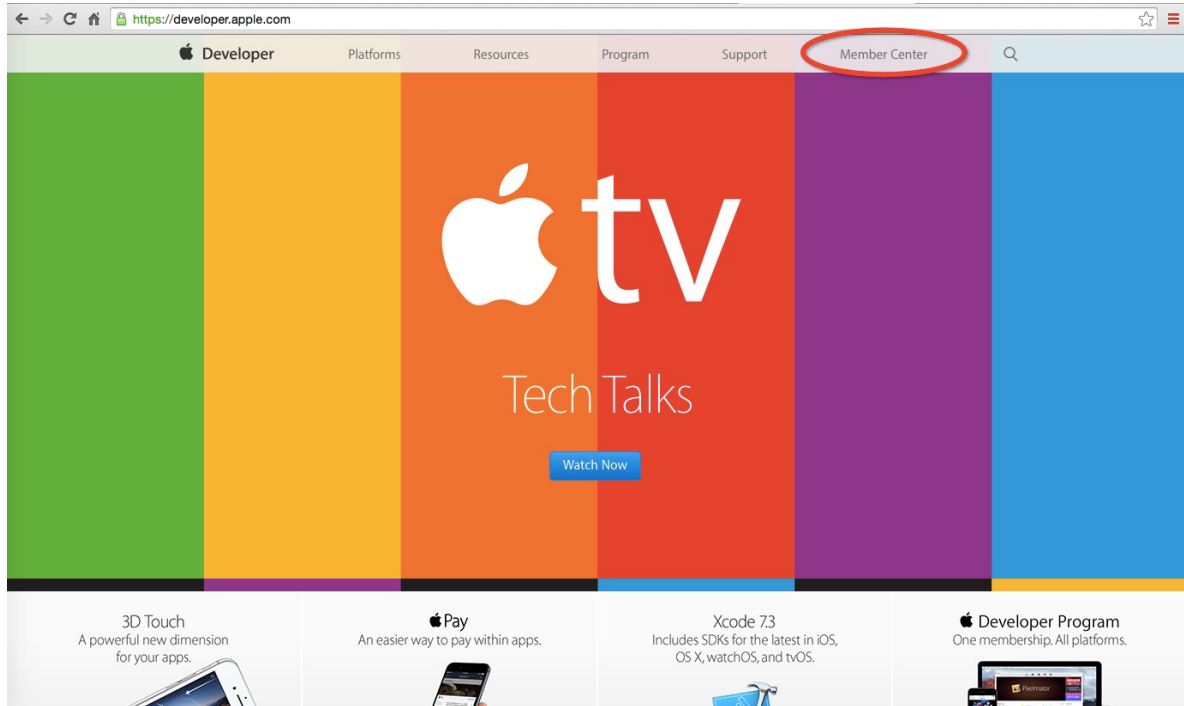 https://developer.apple.com
Developer Platforms Resources Program Support Member Center
tv
Tech Talks
Watch Now
3D Touch
A powerful new dimension
for your apps.
Pay
An easier way to pay within apps.
Xcode 7.3
Includes SDKs for the latest in iOS,
OS X, watchOS, and tvOS.
Developer Program
One membership. All platforms.
Pixelmator